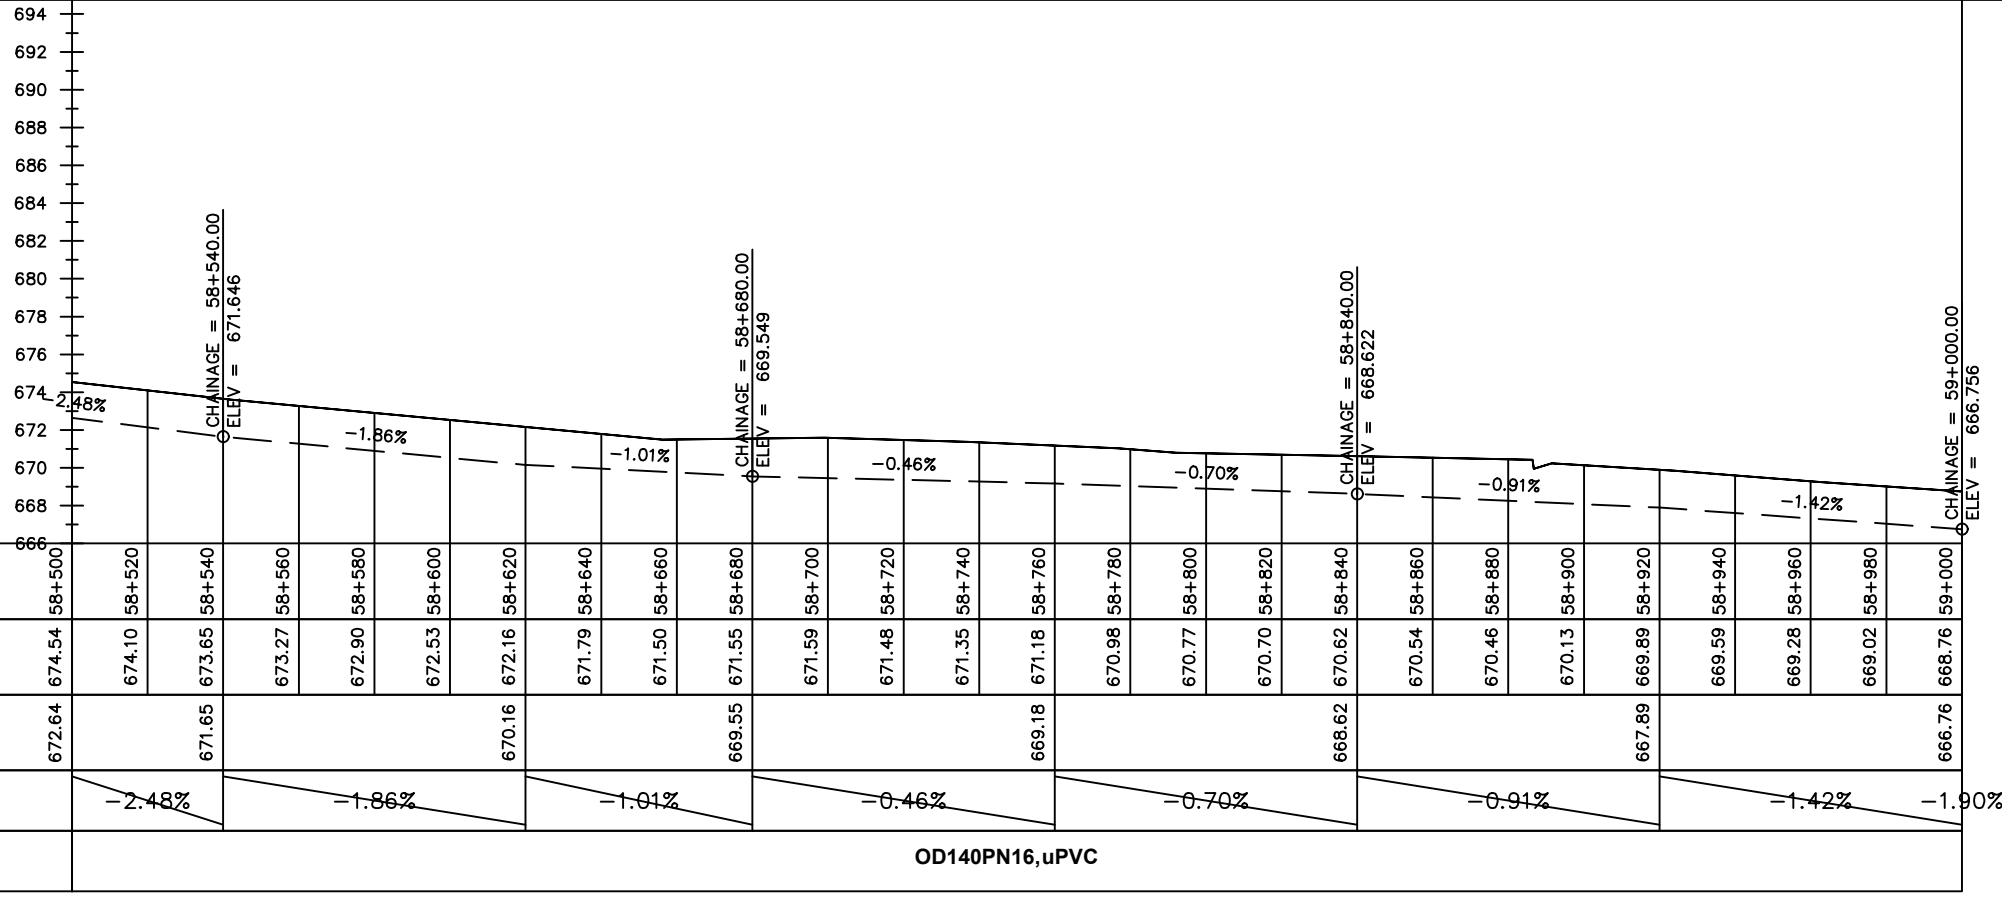 694
692
690
688
686
684
682
680
678
676
674
672
670
668
666
CHAINAGE = 58+540.00
ELEV = 671.646
CHAINAGE = 58+680.00
ELEV = 669.549
CHAINAGE = 58+840.00
ELEV = 668.622
CHAINAGE = 59+000.00
ELEV = 666.756
-2.48%
-1.86%
-1.01%
-0.46%
-0.70%
-0.91%
-1.42%
58+500 58+520 58+540 58+560 58+580 58+600 58+620 58+640 58+660 58+680 58+700 58+720 58+740 58+760 58+780 58+800 58+820 58+840 58+860 58+880 58+900 58+920 58+940 58+960 58+980 59+000
674.54 674.10 673.65 673.27 672.90 672.53 672.16 671.79 671.50 671.55 671.59 671.48 671.35 671.18 670.98 670.77 670.70 670.62 670.54 670.46 670.13 669.89 669.59 669.28 669.02 668.76
672.64 671.65 670.16 669.55 669.18 668.62 667.89 666.76
-2.48% -1.86% -1.01% -0.46% -0.70% -0.91% -1.42% -1.90%
OD140PN16,uPVC